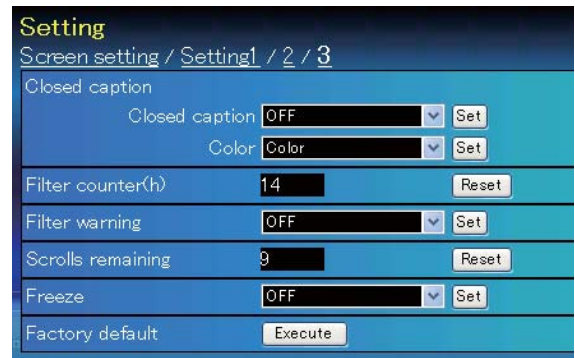 Setting
Screen setting / Setting1 / 2 / 3
Closed caption
Closed caption OFF Set
Color Color Set
Filter counter(h) 14 Reset
Filter warning OFF Set
Scrolls remaining 9 Reset
Freeze OFF Set
Factory default Execute